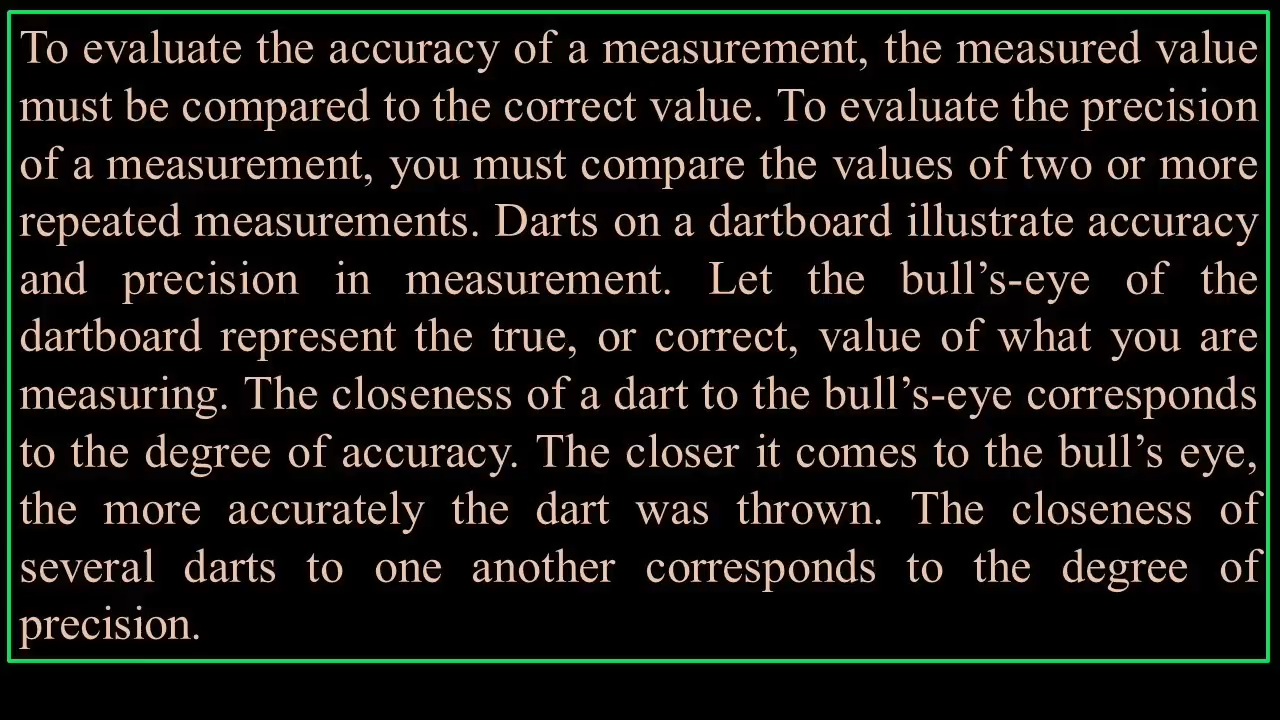 To evaluate the accuracy of a measurement, the measured value
must be compared to the correct value. To evaluate the precision
of a measurement, you must compare the values of two or more
repeated measurements. Darts on a dartboard illustrate accuracy
and precision in measurement. Let the bull’s-eye of the
dartboard represent the true, or correct, value of what you are
measuring. The closeness of a dart to the bull’s-eye corresponds
to the degree of accuracy. The closer it comes to the bull’s eye,
the more accurately the dart was thrown. The closeness of
several darts to one another corresponds to the degree of
precision.